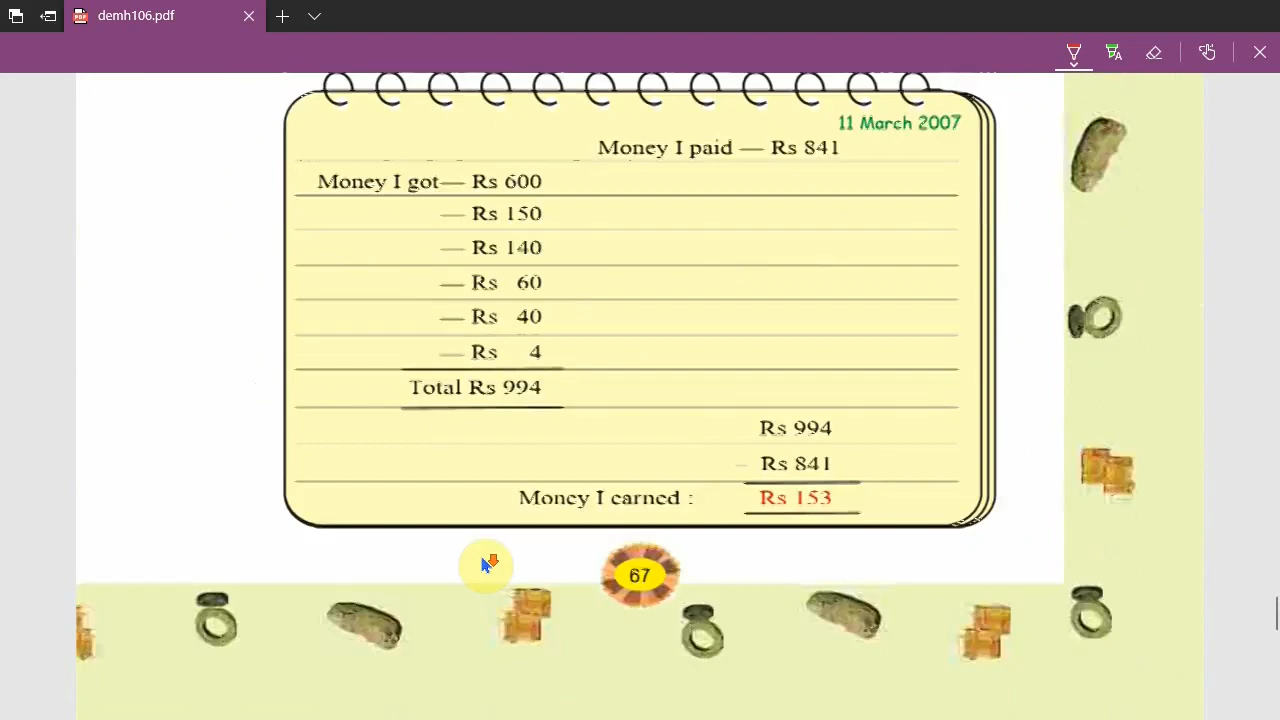 demh106.pdf
11 March 2007
Money I paid — Rs 841
Money I got— Rs 600
— Rs 150
— Rs 140
— Rs 60
— Rs 40
— Rs 4
Total Rs 994
Rs 994
– Rs 841
Money I earned : Rs 153
67